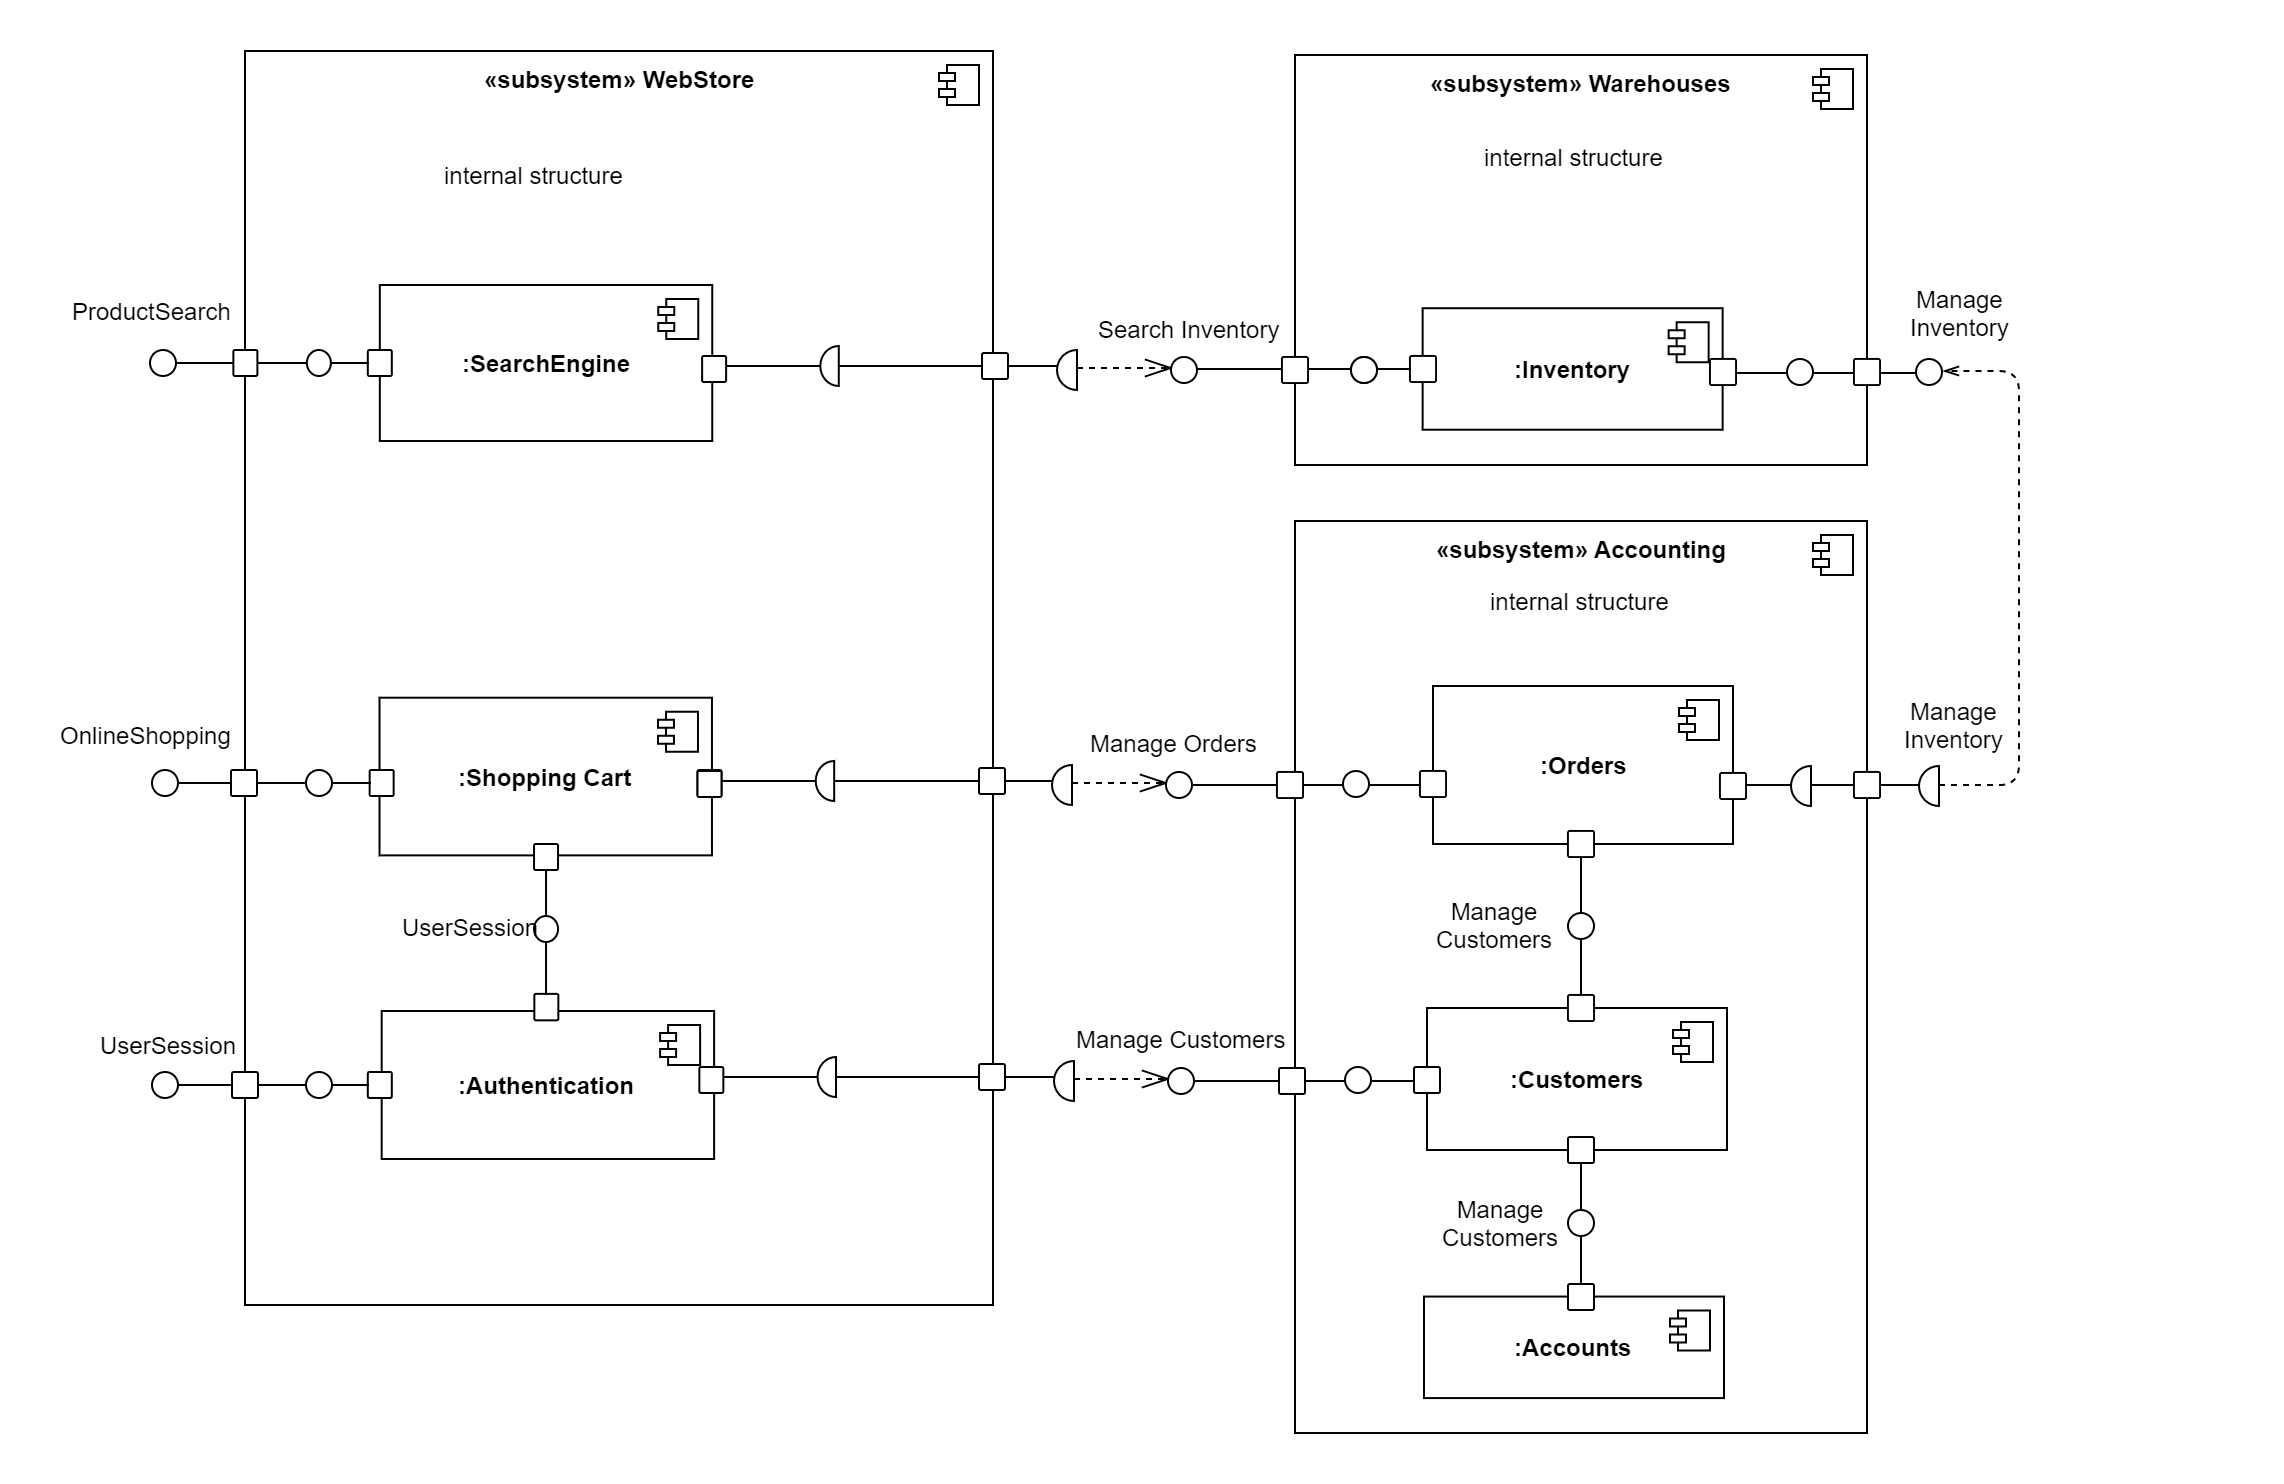 «subsystem» WebStore
internal structure
ProductSearch
:SearchEngine
OnlineShopping
:Shopping Cart
UserSession
UserSession
:Authentication
Search Inventory
Manage Orders
Manage Customers
«subsystem» Warehouses
internal structure
:Inventory
Manage
Inventory
«subsystem» Accounting
internal structure
:Orders
Manage
Inventory
Manage
Customers
:Customers
Manage
Customers
:Accounts